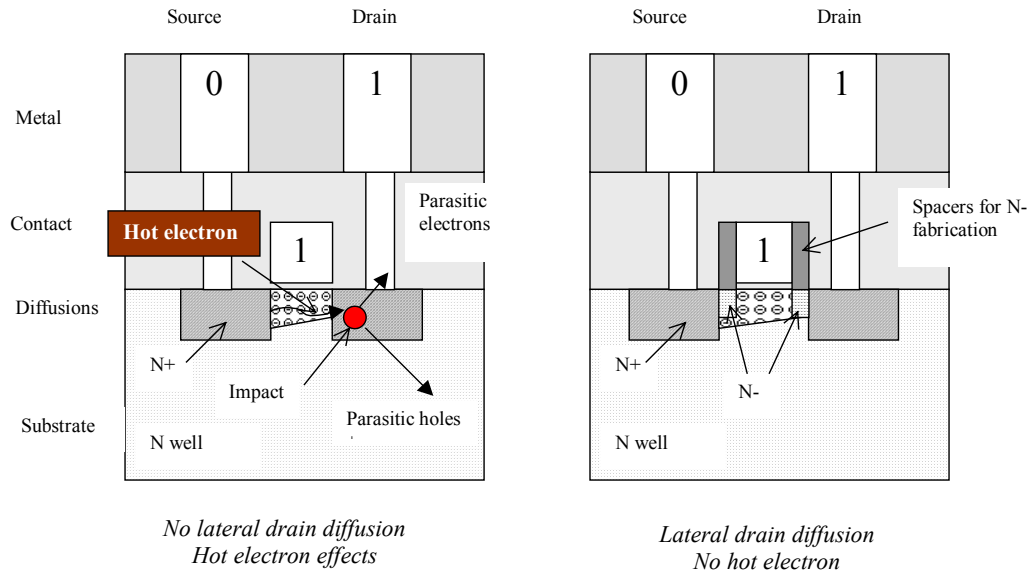 Source
Drain
Source
Drain
Metal
0
1
0
1
Contact
Parasitic
electrons
Hot electron
1
1
Spacers for N-
fabrication
Diffusions
N+
Impact
Parasitic holes
N+
N-
Substrate
N well
N well
No lateral drain diffusion
Hot electron effects
Lateral drain diffusion
No hot electron